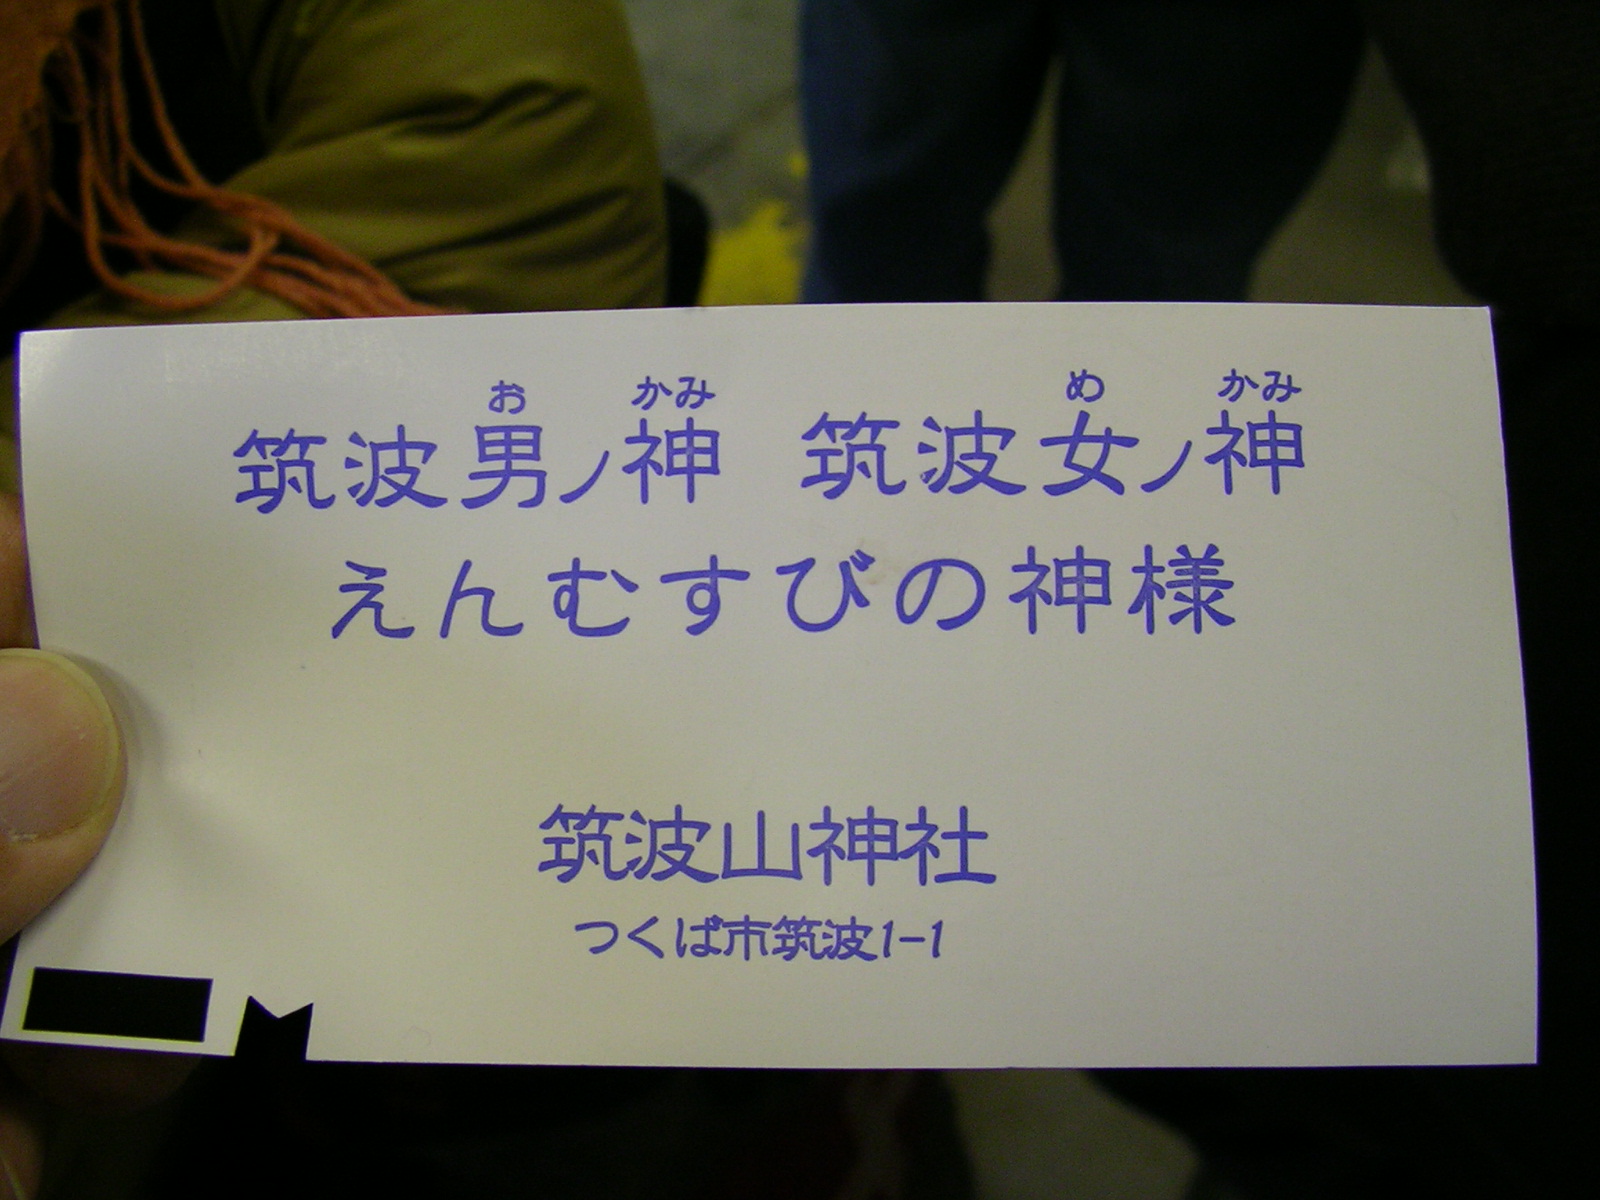 お かみ め かみ
筑波男ノ神 筑波女ノ神
えんむすびの神様
筑波山神社
つくば市筑波1-1